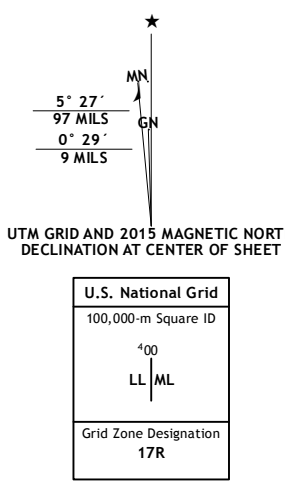 ★
MN
5° 27´
97 MILS
GN
0° 29´
9 MILS
UTM GRID AND 2015 MAGNETIC NORT
DECLINATION AT CENTER OF SHEET
U.S. National Grid
100,000-m Square ID
⁴00
LL ML
Grid Zone Designation
17R